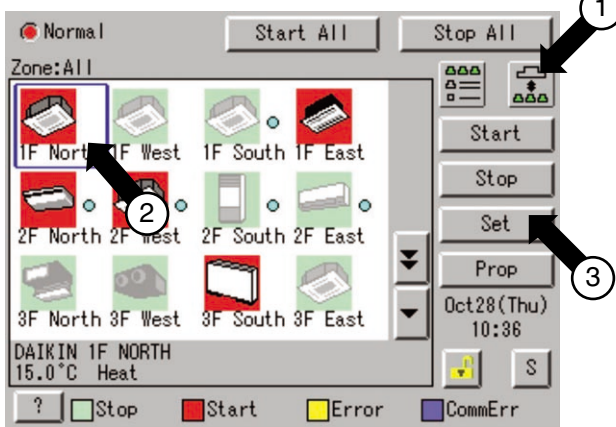 1
Normal Start All Stop All
Zone:All
1F North 1F West 1F South 1F East
Start
2
Stop
2F North 2F West 2F South 2F East
Set
3
Prop
3F North 3F West 3F South 3F East
Oct28(Thu)
10:36
DAIKIN 1F NORTH
15.0°C Heat
S
? Stop Start Error CommErr